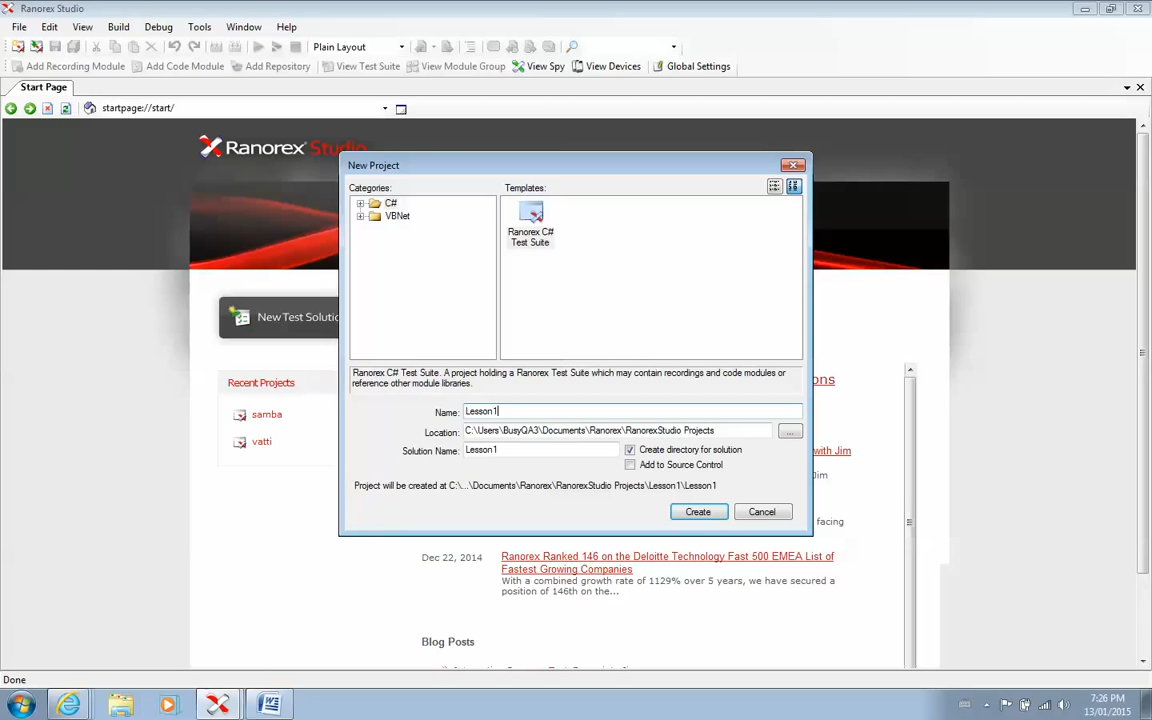 Ranorex Studio
File Edit View Build Debug Tools Window Help
Plain Layout
Add Recording Module Add Code Module Add Repository View Test Suite View Module Group View Spy View Devices Global Settings
Start Page
startpage://start/
Ranorex Studio
New Project
Categories: Templates:
C#
VBNet
Ranorex C#
Test Suite
Ranorex C# Test Suite. A project holding a Ranorex Test Suite which may contain recordings and code modules or
reference other module libraries.
Name: Lesson1
Location: C:\Users\BusyQA3\Documents\Ranorex\RanorexStudio Projects ...
Solution Name: Lesson1 Create directory for solution
Add to Source Control
Project will be created at C:\...\Documents\Ranorex\RanorexStudio Projects\Lesson1\Lesson1
Create Cancel
New Test Solutio
Recent Projects
samba
vatti
ons
with Jim
Jim
facing
Dec 22, 2014 Ranorex Ranked 146 on the Deloitte Technology Fast 500 EMEA List of
Fastest Growing Companies
With a combined growth rate of 1129% over 5 years, we have secured a
position of 146th on the...
Blog Posts
Done
7:26 PM
13/01/2015